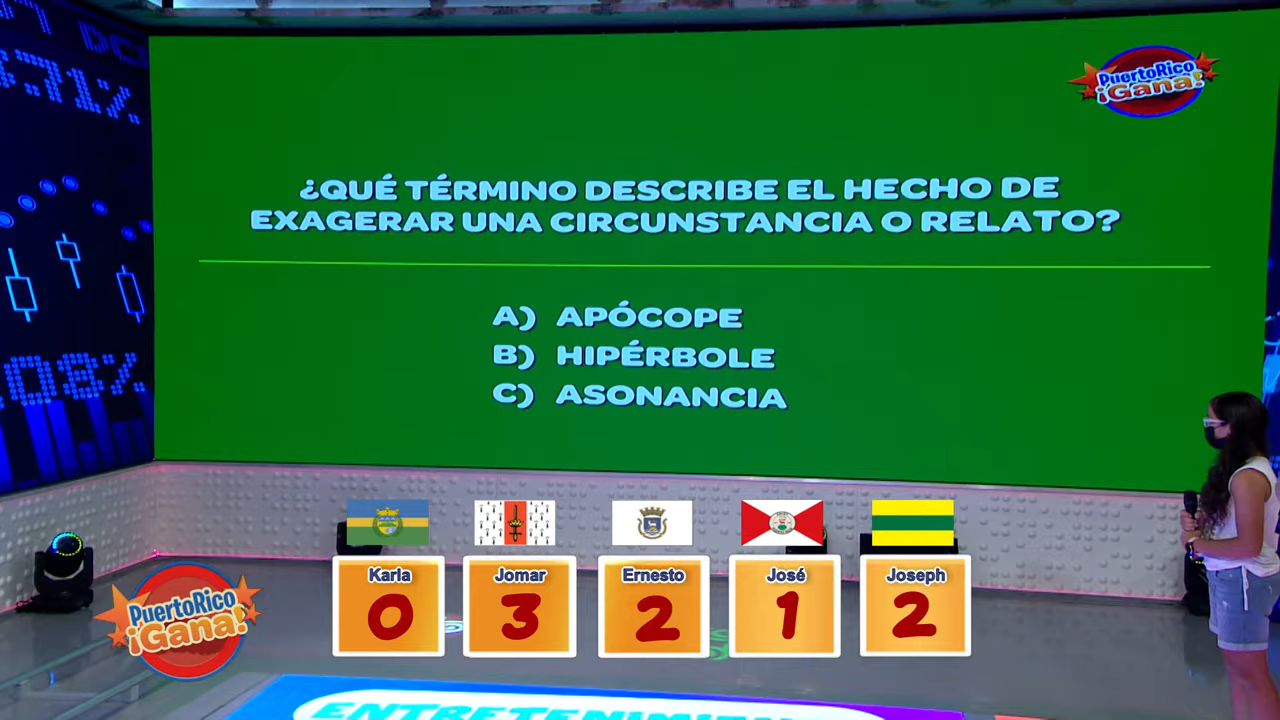 PuertoRico
¡Gana!
¿QUÉ TÉRMINO DESCRIBE EL HECHO DE
EXAGERAR UNA CIRCUNSTANCIA O RELATO?
A) APÓCOPE
B) HIPÉRBOLE
C) ASONANCIA
Karla
Jomar
Ernesto
José
Joseph
0
3
2
1
2
PuertoRico
¡Gana!